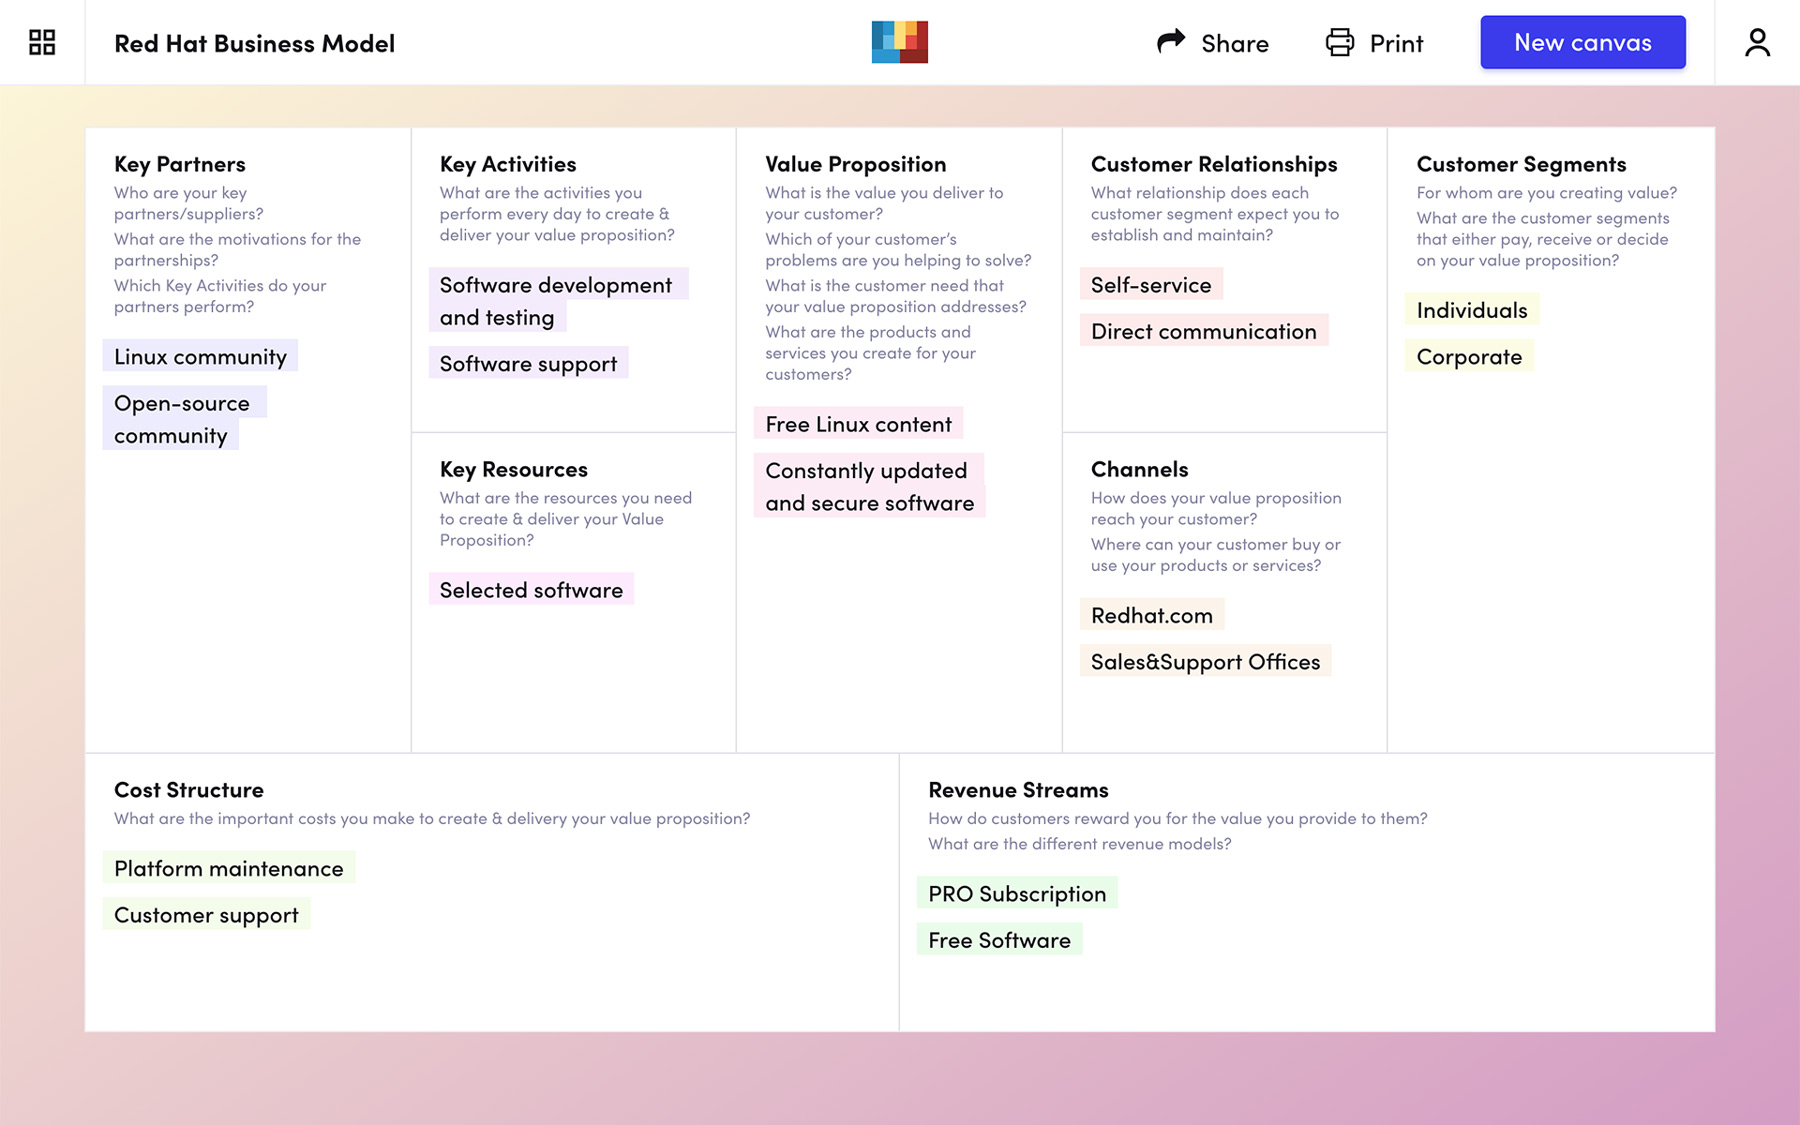 Red Hat Business Model
Share
Print
New canvas
Key Partners
Who are your key
partners/suppliers?
What are the motivations for the
partnerships?
Which Key Activities do your
partners perform?
Linux community
Open-source
community
Key Activities
What are the activities you
perform every day to create &
deliver your value proposition?
Software development
and testing
Software support
Key Resources
What are the resources you need
to create & deliver your Value
Proposition?
Selected software
Value Proposition
What is the value you deliver to
your customer?
Which of your customer’s
problems are you helping to solve?
What is the customer need that
your value proposition addresses?
What are the products and
services you create for your
customers?
Free Linux content
Constantly updated
and secure software
Customer Relationships
What relationship does each
customer segment expect you to
establish and maintain?
Self-service
Direct communication
Channels
How does your value proposition
reach your customer?
Where can your customer buy or
use your products or services?
Redhat.com
Sales&Support Offices
Customer Segments
For whom are you creating value?
What are the customer segments
that either pay, receive or decide
on your value proposition?
Individuals
Corporate
Cost Structure
What are the important costs you make to create & delivery your value proposition?
Platform maintenance
Customer support
Revenue Streams
How do customers reward you for the value you provide to them?
What are the different revenue models?
PRO Subscription
Free Software